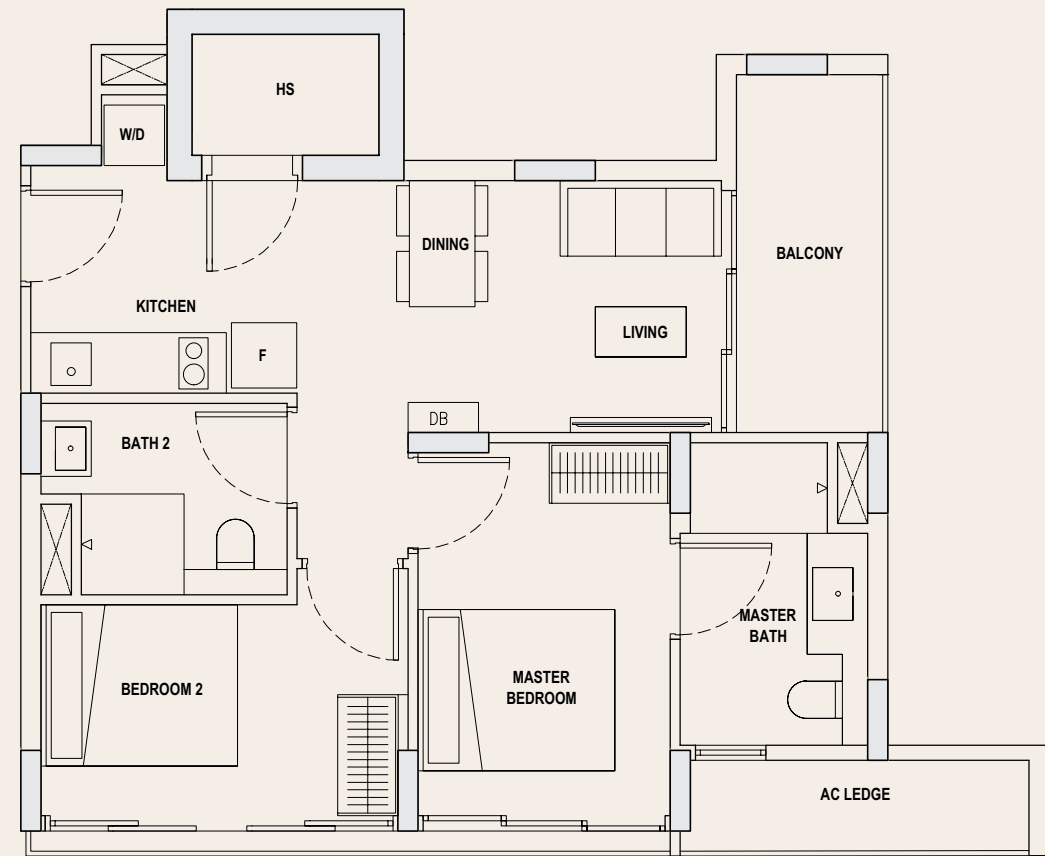 HS
W/D
DINING
BALCONY
KITCHEN
LIVING
F
DB
BATH 2
MASTER
BATH
MASTER
BEDROOM
BEDROOM 2
AC LEDGE